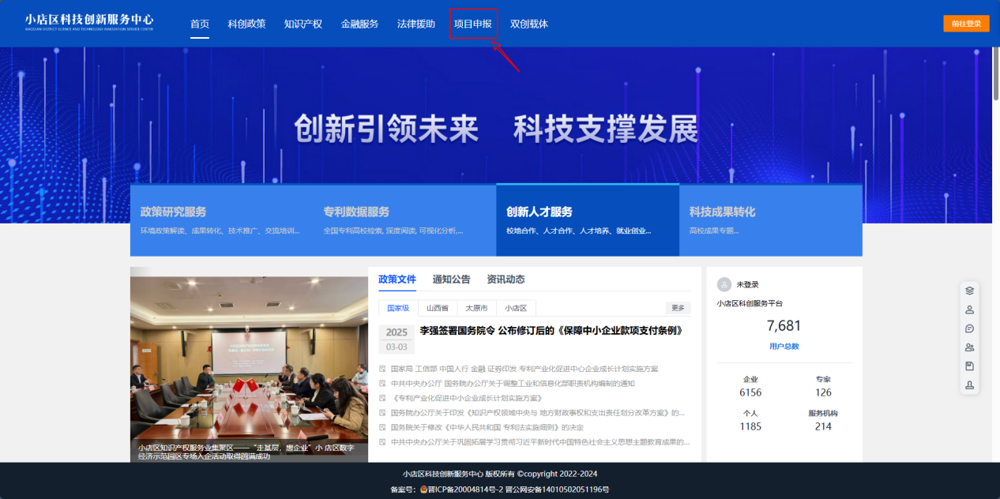 小店区科技创新服务中心
XIAODIAN DISTRICT SCIENCE AND TECHNOLOGY INNOVATION SERVICE CENTER
首页 科创政策 知识产权 金融服务 法律援助 项目申报 双创载体
前往登录
创新引领未来 科技支撑发展
政策研究服务 专利数据服务 创新人才服务 科技成果转化
环境政策解读、成果转化、技术推广、交流培训... 全国专利高校检索, 深度阅读, 可视化分析,... 校地合作、人才合作、人才培养、就业创业... 高校成果专题...
小店区知识产权服务业集聚区——“走基层，惠企业”小 店区数字
经济示范园区专场入企活动取得圆满成功
政策文件 通知公告 资讯动态
国家级 山西省 太原市 小店区 更多
2025
03-03
李强签署国务院令 公布修订后的《保障中小企业款项支付条例》
国家局 工信部 中国人行 金融 证券印发 专利产业化促进中心企业成长计划实施方案
中共中央办公厅 国务院办公厅关于调整工业和信息化部职责机构编制的通知
《专利产业化促进中小企业成长计划实施方案》
国务院办公厅关于印发《知识产权领域中央与 地方财政事权和支出责任划分改革方案》的...
国务院关于修改《中华人民共和国 专利法实施细则》的决定
中共中央办公厅关于巩固拓展学习贯彻习近平新时代中国特色社会主义思想主题教育成果的...
未登录
小店区科创服务平台
7,681
用户总数
企业 专家
6156 126
个人 服务机构
1185 214
小店区科技创新服务中心 版权所有 ©copyright 2022-2024
备案号: 晋ICP备20004814号-2 晋公网安备14010502051196号